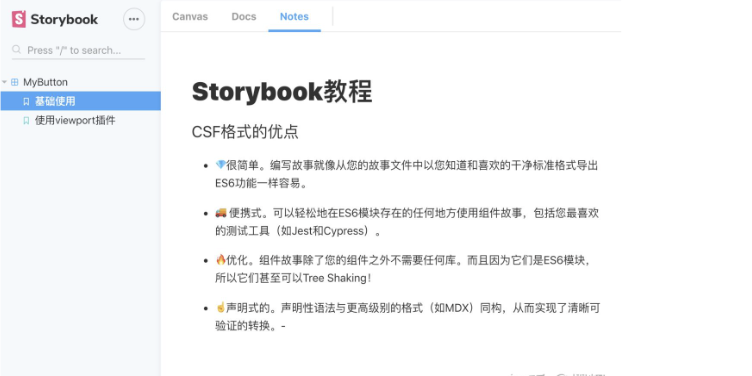 Storybook
Canvas Docs Notes
Press "/" to search...
MyButton
基础使用
使用viewport插件
Storybook教程
CSF格式的优点
💎很简单。编写故事就像从您的故事文件中以您知道和喜欢的干净标准格式导出
ES6功能一样容易。
🚚 便携式。可以轻松地在ES6模块存在的任何地方使用组件故事，包括您最喜欢
的测试工具（如Jest和Cypress）。
🔥优化。组件故事除了您的组件之外不需要任何库。而且因为它们是ES6模块，
所以它们甚至可以Tree Shaking！
☝️声明式的。声明性语法与更高级别的格式（如MDX）同构，从而实现了清晰可
验证的转换。-